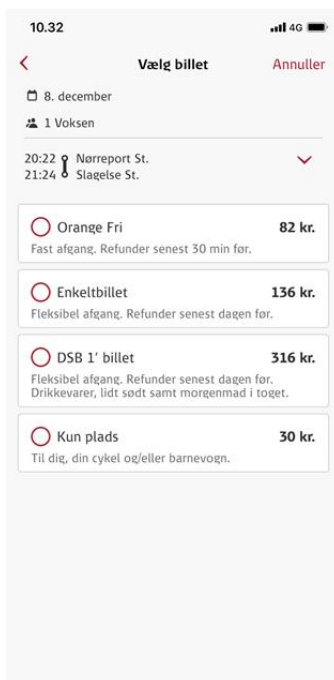 10.32
4G
Vælg billet
Annuller
8. december
1 Voksen
20:22 Nørreport St.
21:24 Slagelse St.
Orange Fri 82 kr.
Fast afgang. Refunder senest 30 min før.
Enkeltbillet 136 kr.
Fleksibel afgang. Refunder senest dagen før.
DSB 1' billet 316 kr.
Fleksibel afgang. Refunder senest dagen før.
Drikkevarer, lidt sødt samt morgenmad i toget.
Kun plads 30 kr.
Til dig, din cykel og/eller barnevogn.